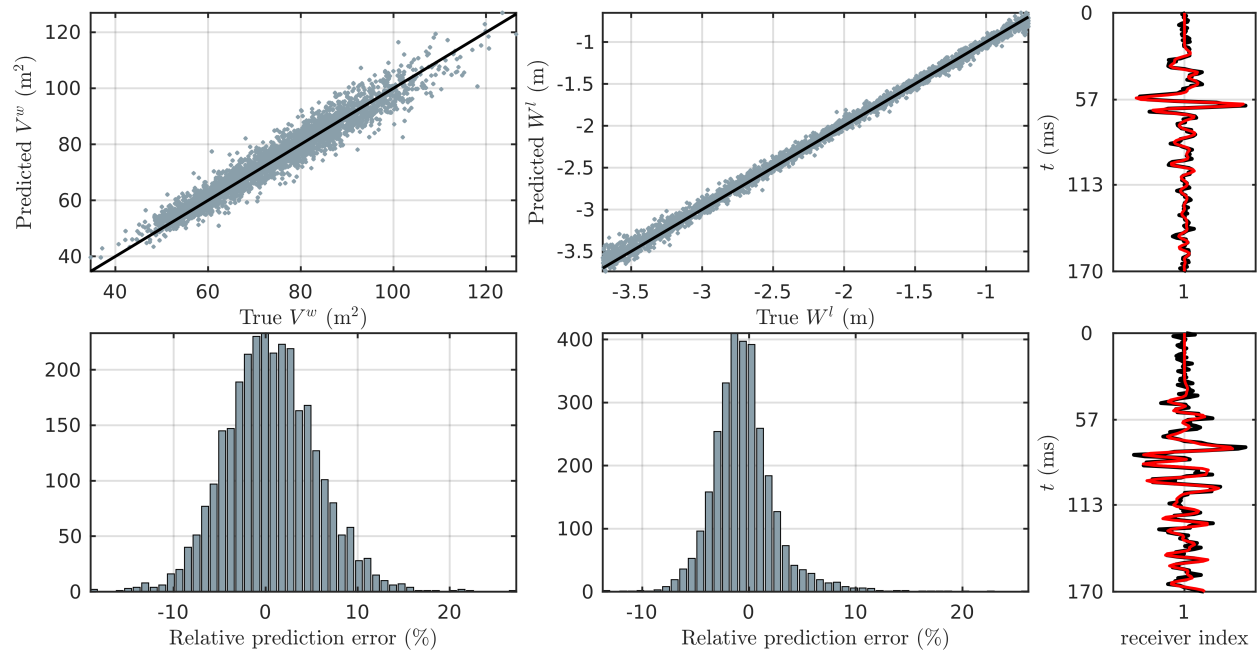 Predicted V^w (m²)
120
100
80
60
40
40 60 80 100 120
True V^w (m²)
Predicted W^l (m)
-1
-1.5
-2
-2.5
-3
-3.5
-3.5 -3 -2.5 -2 -1.5 -1
True W^l (m)
t (ms)
0
57
113
170
1
200
150
100
50
0
-10 0 10 20
Relative prediction error (%)
400
300
200
100
0
-10 0 10 20
Relative prediction error (%)
t (ms)
0
57
113
170
1
receiver index